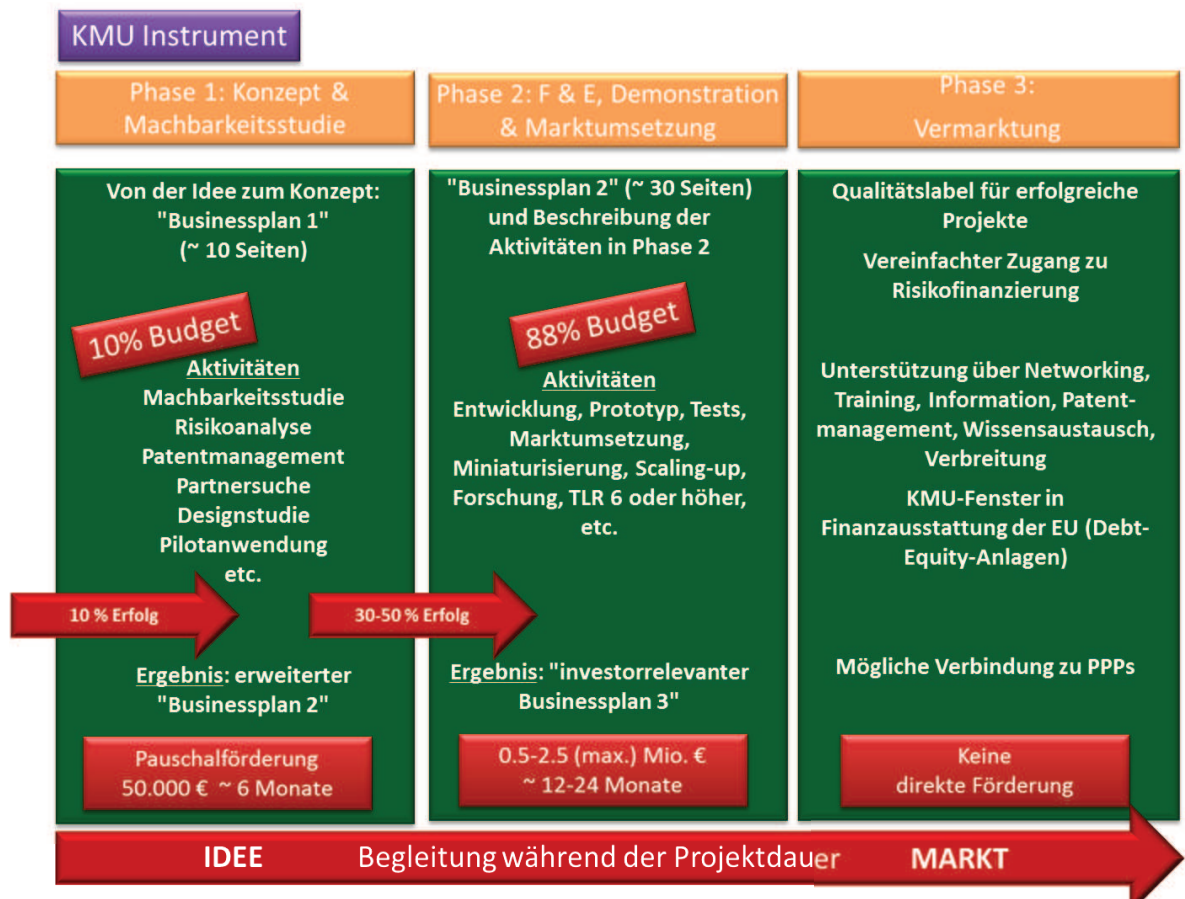 KMU Instrument
Phase 1: Konzept &
Machbarkeitsstudie
Von der Idee zum Konzept:
"Businessplan 1"
(~ 10 Seiten)
10% Budget
Aktivitäten
Machbarkeitsstudie
Risikoanalyse
Patentmanagement
Partnersuche
Designstudie
Pilotanwendung
etc.
10 % Erfolg
Ergebnis: erweiterter
"Businessplan 2"
Pauschalförderung
50.000 € ~ 6 Monate
Phase 2: F & E, Demonstration
& Marktumsetzung
"Businessplan 2" (~ 30 Seiten)
und Beschreibung der
Aktivitäten in Phase 2
88% Budget
Aktivitäten
Entwicklung, Prototyp, Tests,
Marktumsetzung,
Miniaturisierung, Scaling-up,
Forschung, TLR 6 oder höher,
etc.
30-50 % Erfolg
Ergebnis: "investorrelevanter
Businessplan 3"
0.5-2.5 (max.) Mio. €
~ 12-24 Monate
Phase 3:
Vermarktung
Qualitätslabel für erfolgreiche
Projekte
Vereinfachter Zugang zu
Risikofinanzierung
Unterstützung über Networking,
Training, Information, Patent-
management, Wissensaustausch,
Verbreitung
KMU-Fenster in
Finanzausstattung der EU (Debt-
Equity-Anlagen)
Mögliche Verbindung zu PPPs
Keine
direkte Förderung
IDEE Begleitung während der Projektdauer MARKT